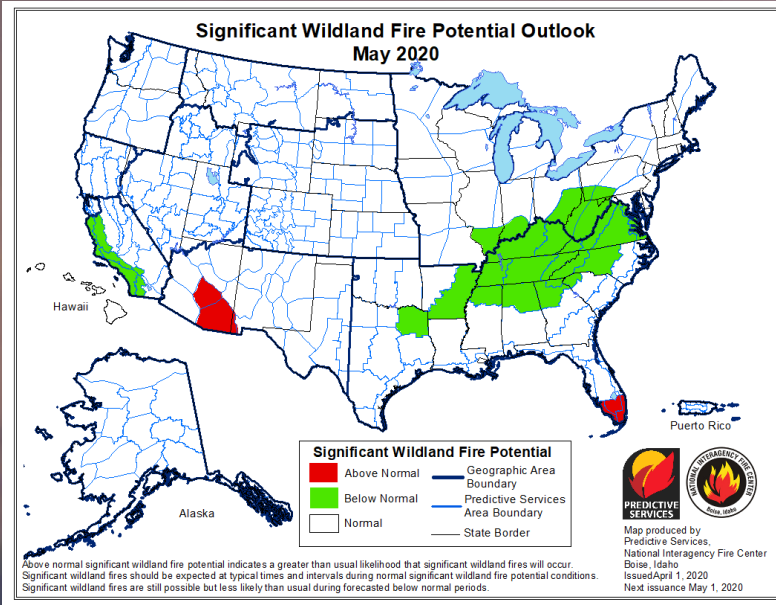 Significant Wildland Fire Potential Outlook
May 2020
Hawaii
Alaska
Puerto Rico
Significant Wildland Fire Potential
Above Normal
Below Normal
Normal
Geographic Area
Boundary
Predictive Services
Area Boundary
State Border
PREDICTIVE
SERVICES
NATIONAL INTERAGENCY FIRE CENTER
Boise, Idaho
Map produced by
Predictive Services,
National Interagency Fire Center
Boise, Idaho
IssuedApril 1, 2020
Next issuance May 1, 2020
Above normal significant wildland fire potential indicates a greater than usual likelihood that significant wildland fires will occur.
Significant wildland fires should be expected at typical times and intervals during normal significant wildland fire potential conditions.
Significant wildland fires are still possible but less likely than usual during forecasted below normal periods.